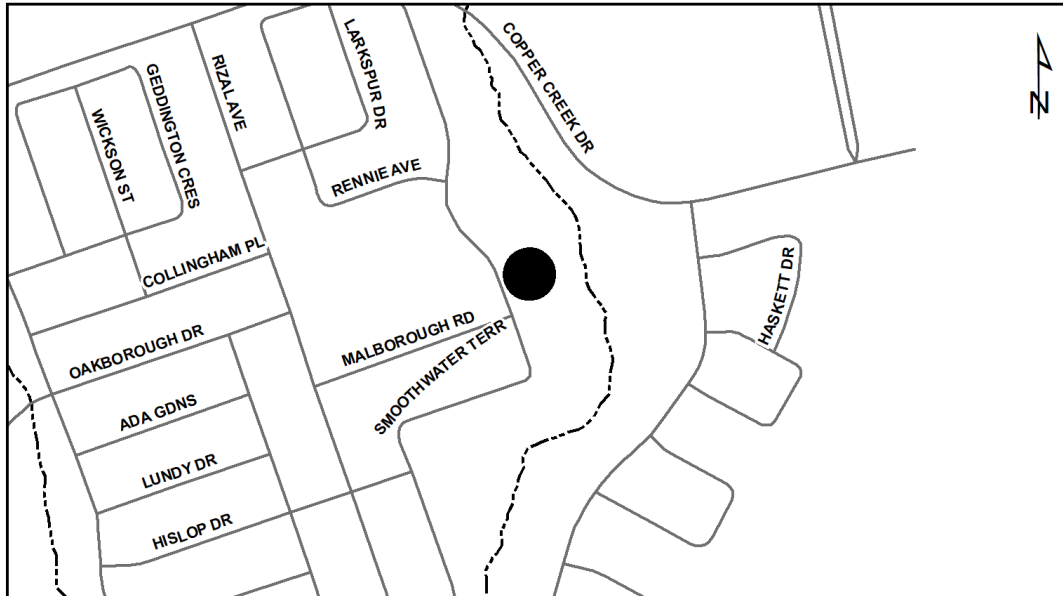 COPPER CREEK DR
LARKSPUR DR
RIZAL AVE
GEDDINGTON CRES
WICKSON ST
RENNIE AVE
COLLINGHAM PL
HASKETT DR
MALBOROUGH RD
OAKBOROUGH DR
SMOOTHWATER TERR
ADA GDNS
LUNDY DR
HISLOP DR
N